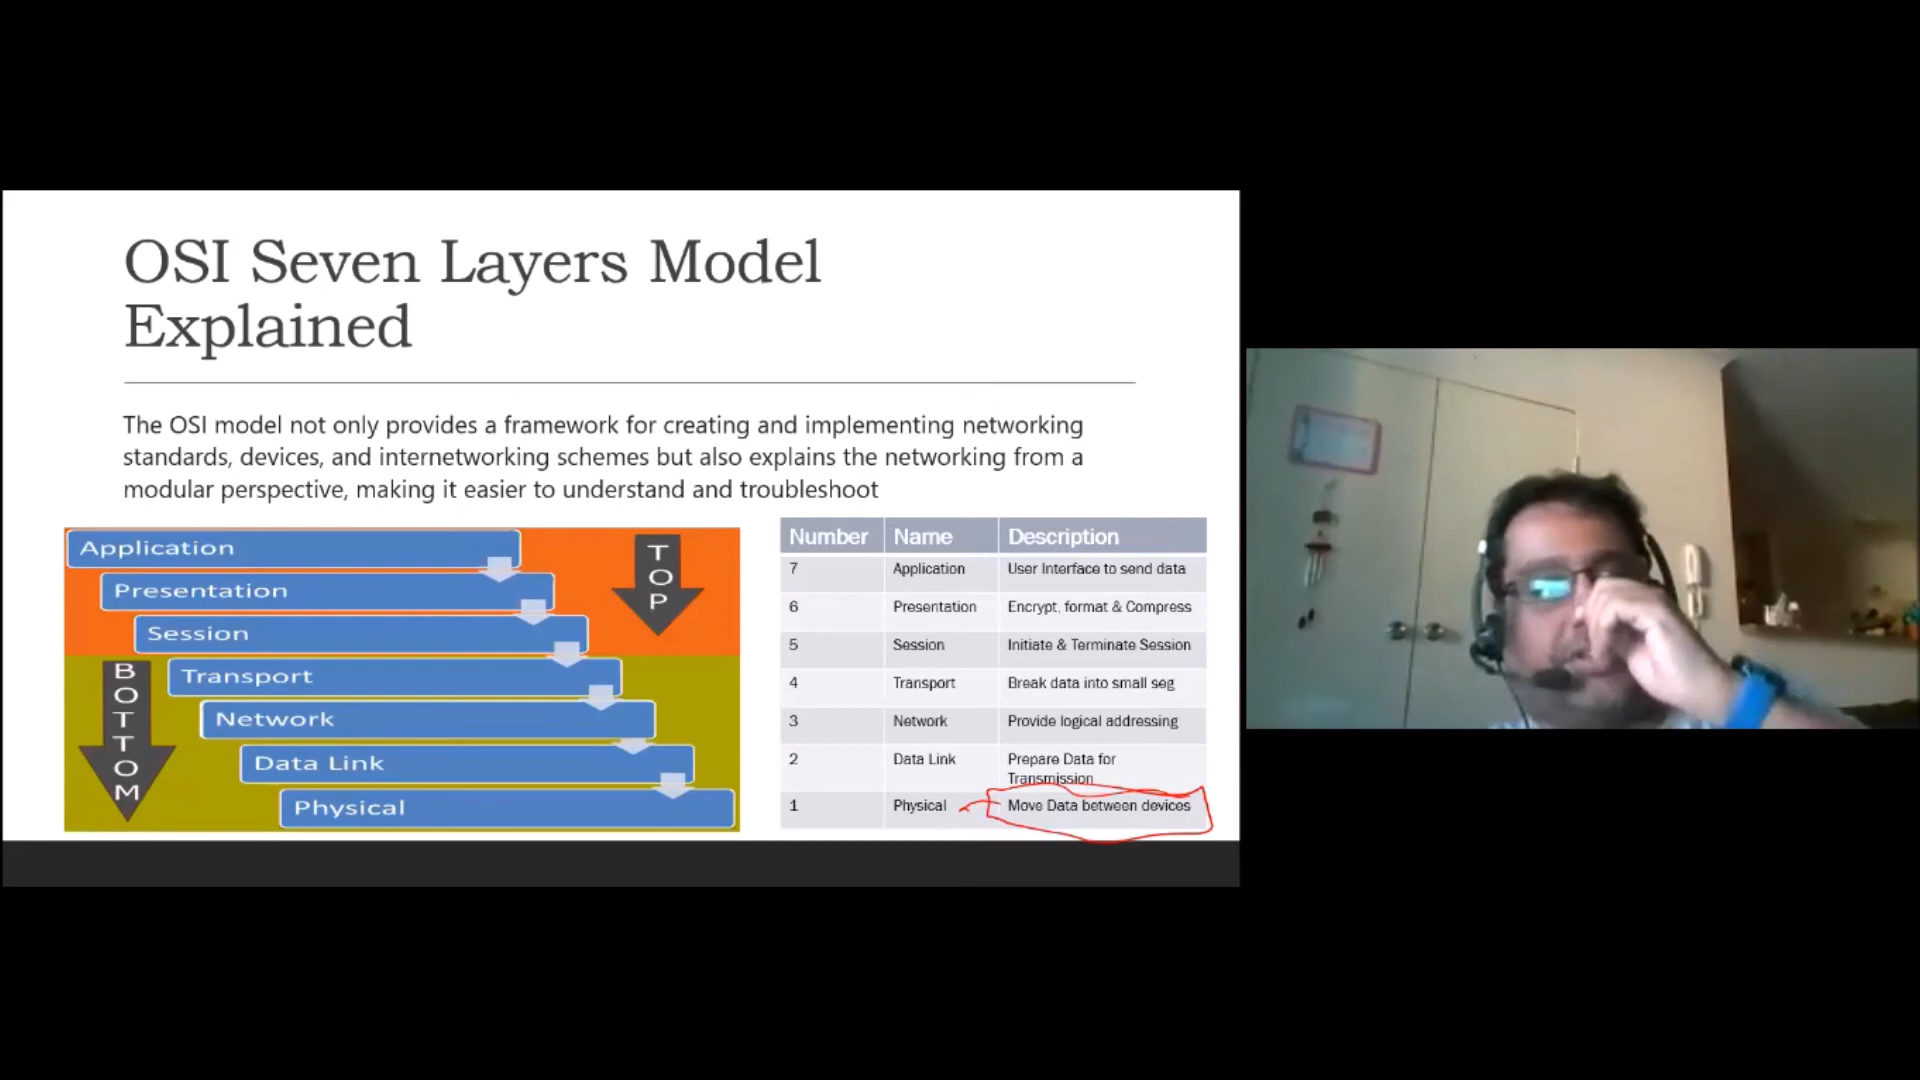 OSI Seven Layers Model
Explained
The OSI model not only provides a framework for creating and implementing networking
standards, devices, and internetworking schemes but also explains the networking from a
modular perspective, making it easier to understand and troubleshoot
Application
Presentation
Session
Transport
Network
Data Link
Physical
TOP
BOTTOM
Number Name Description
7 Application User Interface to send data
6 Presentation Encrypt, format & Compress
5 Session Initiate & Terminate Session
4 Transport Break data into small seg
3 Network Provide logical addressing
2 Data Link Prepare Data for
Transmission
1 Physical Move Data between devices